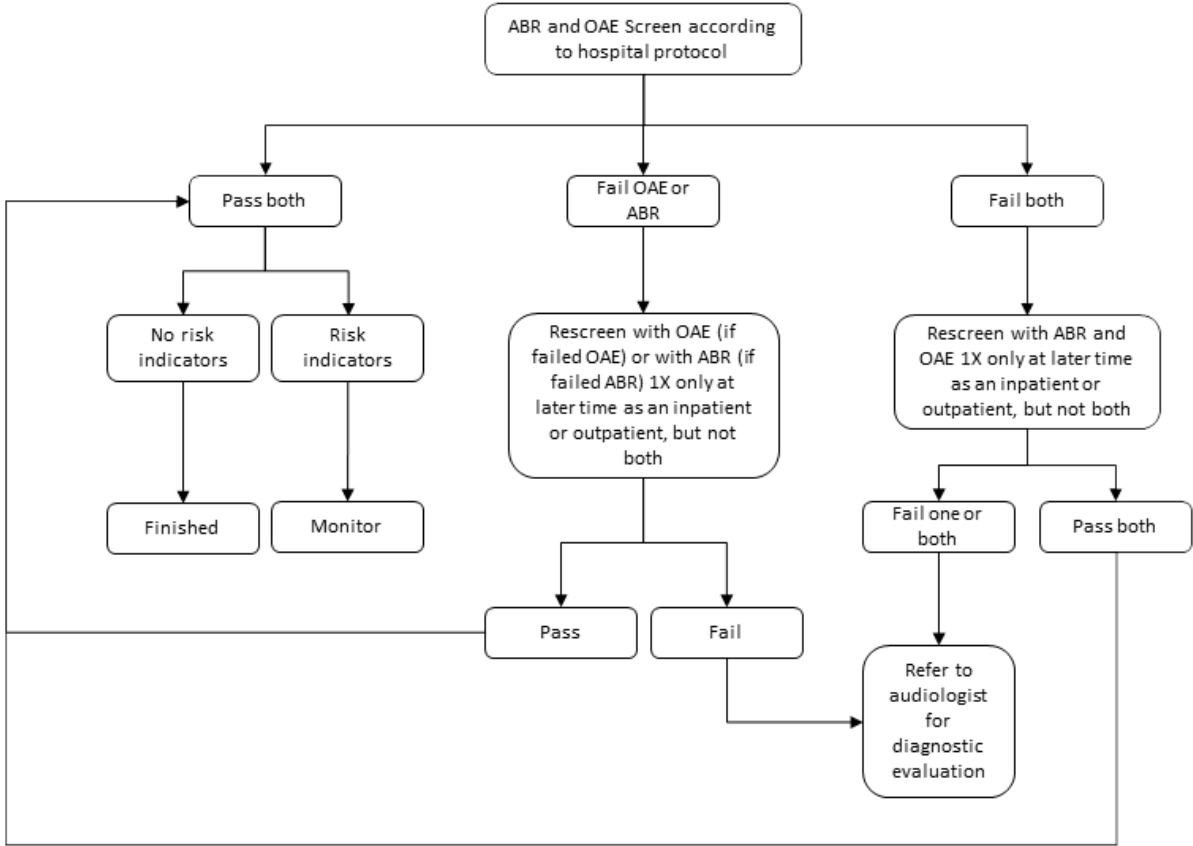 ABR and OAE Screen according
to hospital protocol
Pass both
Fail OAE or
ABR
Fail both
No risk
indicators
Risk
indicators
Rescreen with OAE (if
failed OAE) or with ABR (if
failed ABR) 1X only at
later time as an inpatient
or outpatient, but not
both
Rescreen with ABR and
OAE 1X only at later time
as an inpatient or
outpatient, but not both
Finished
Monitor
Fail one or
both
Pass both
Pass
Fail
Refer to
audiologist
for
diagnostic
evaluation